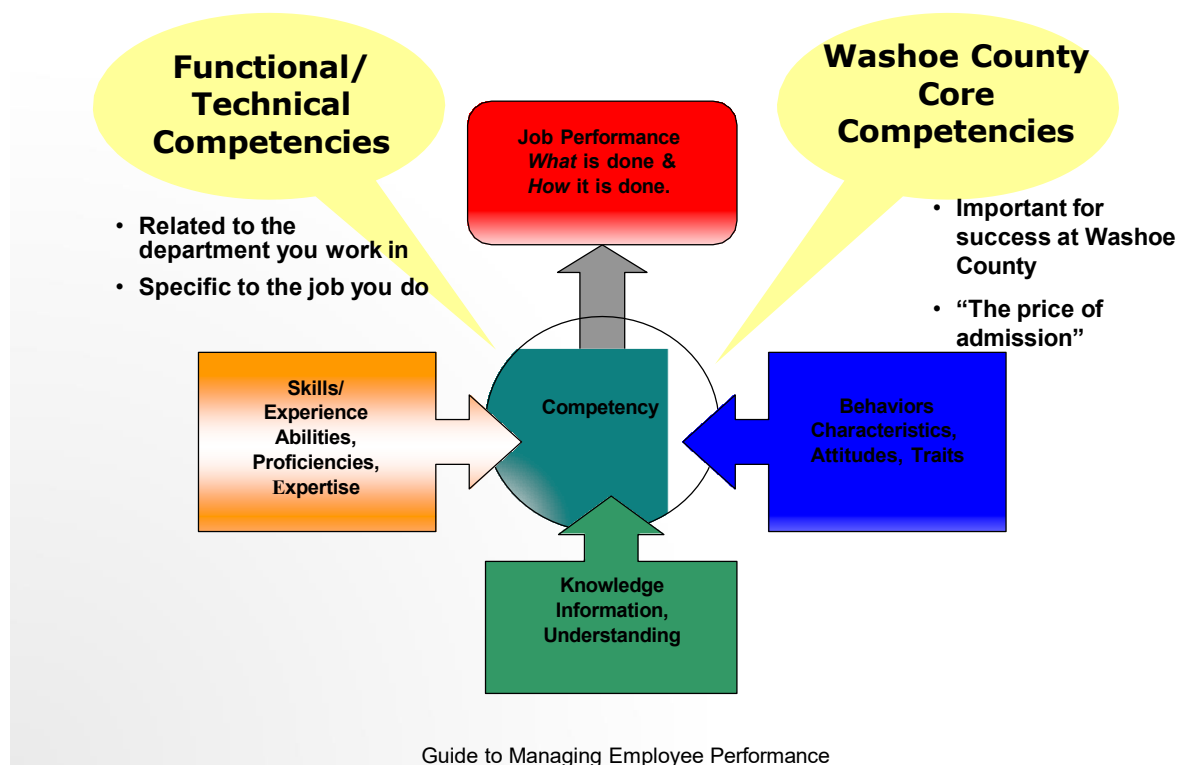 Functional/
Technical
Competencies
Washoe County
Core
Competencies
Job Performance
What is done &
How it is done.
• Related to the
department you work in
• Specific to the job you do
• Important for
success at Washoe
County
• “The price of
admission”
Skills/
Experience
Abilities,
Proficiencies,
Expertise
Competency
Behaviors
Characteristics,
Attitudes, Traits
Knowledge
Information,
Understanding
Guide to Managing Employee Performance